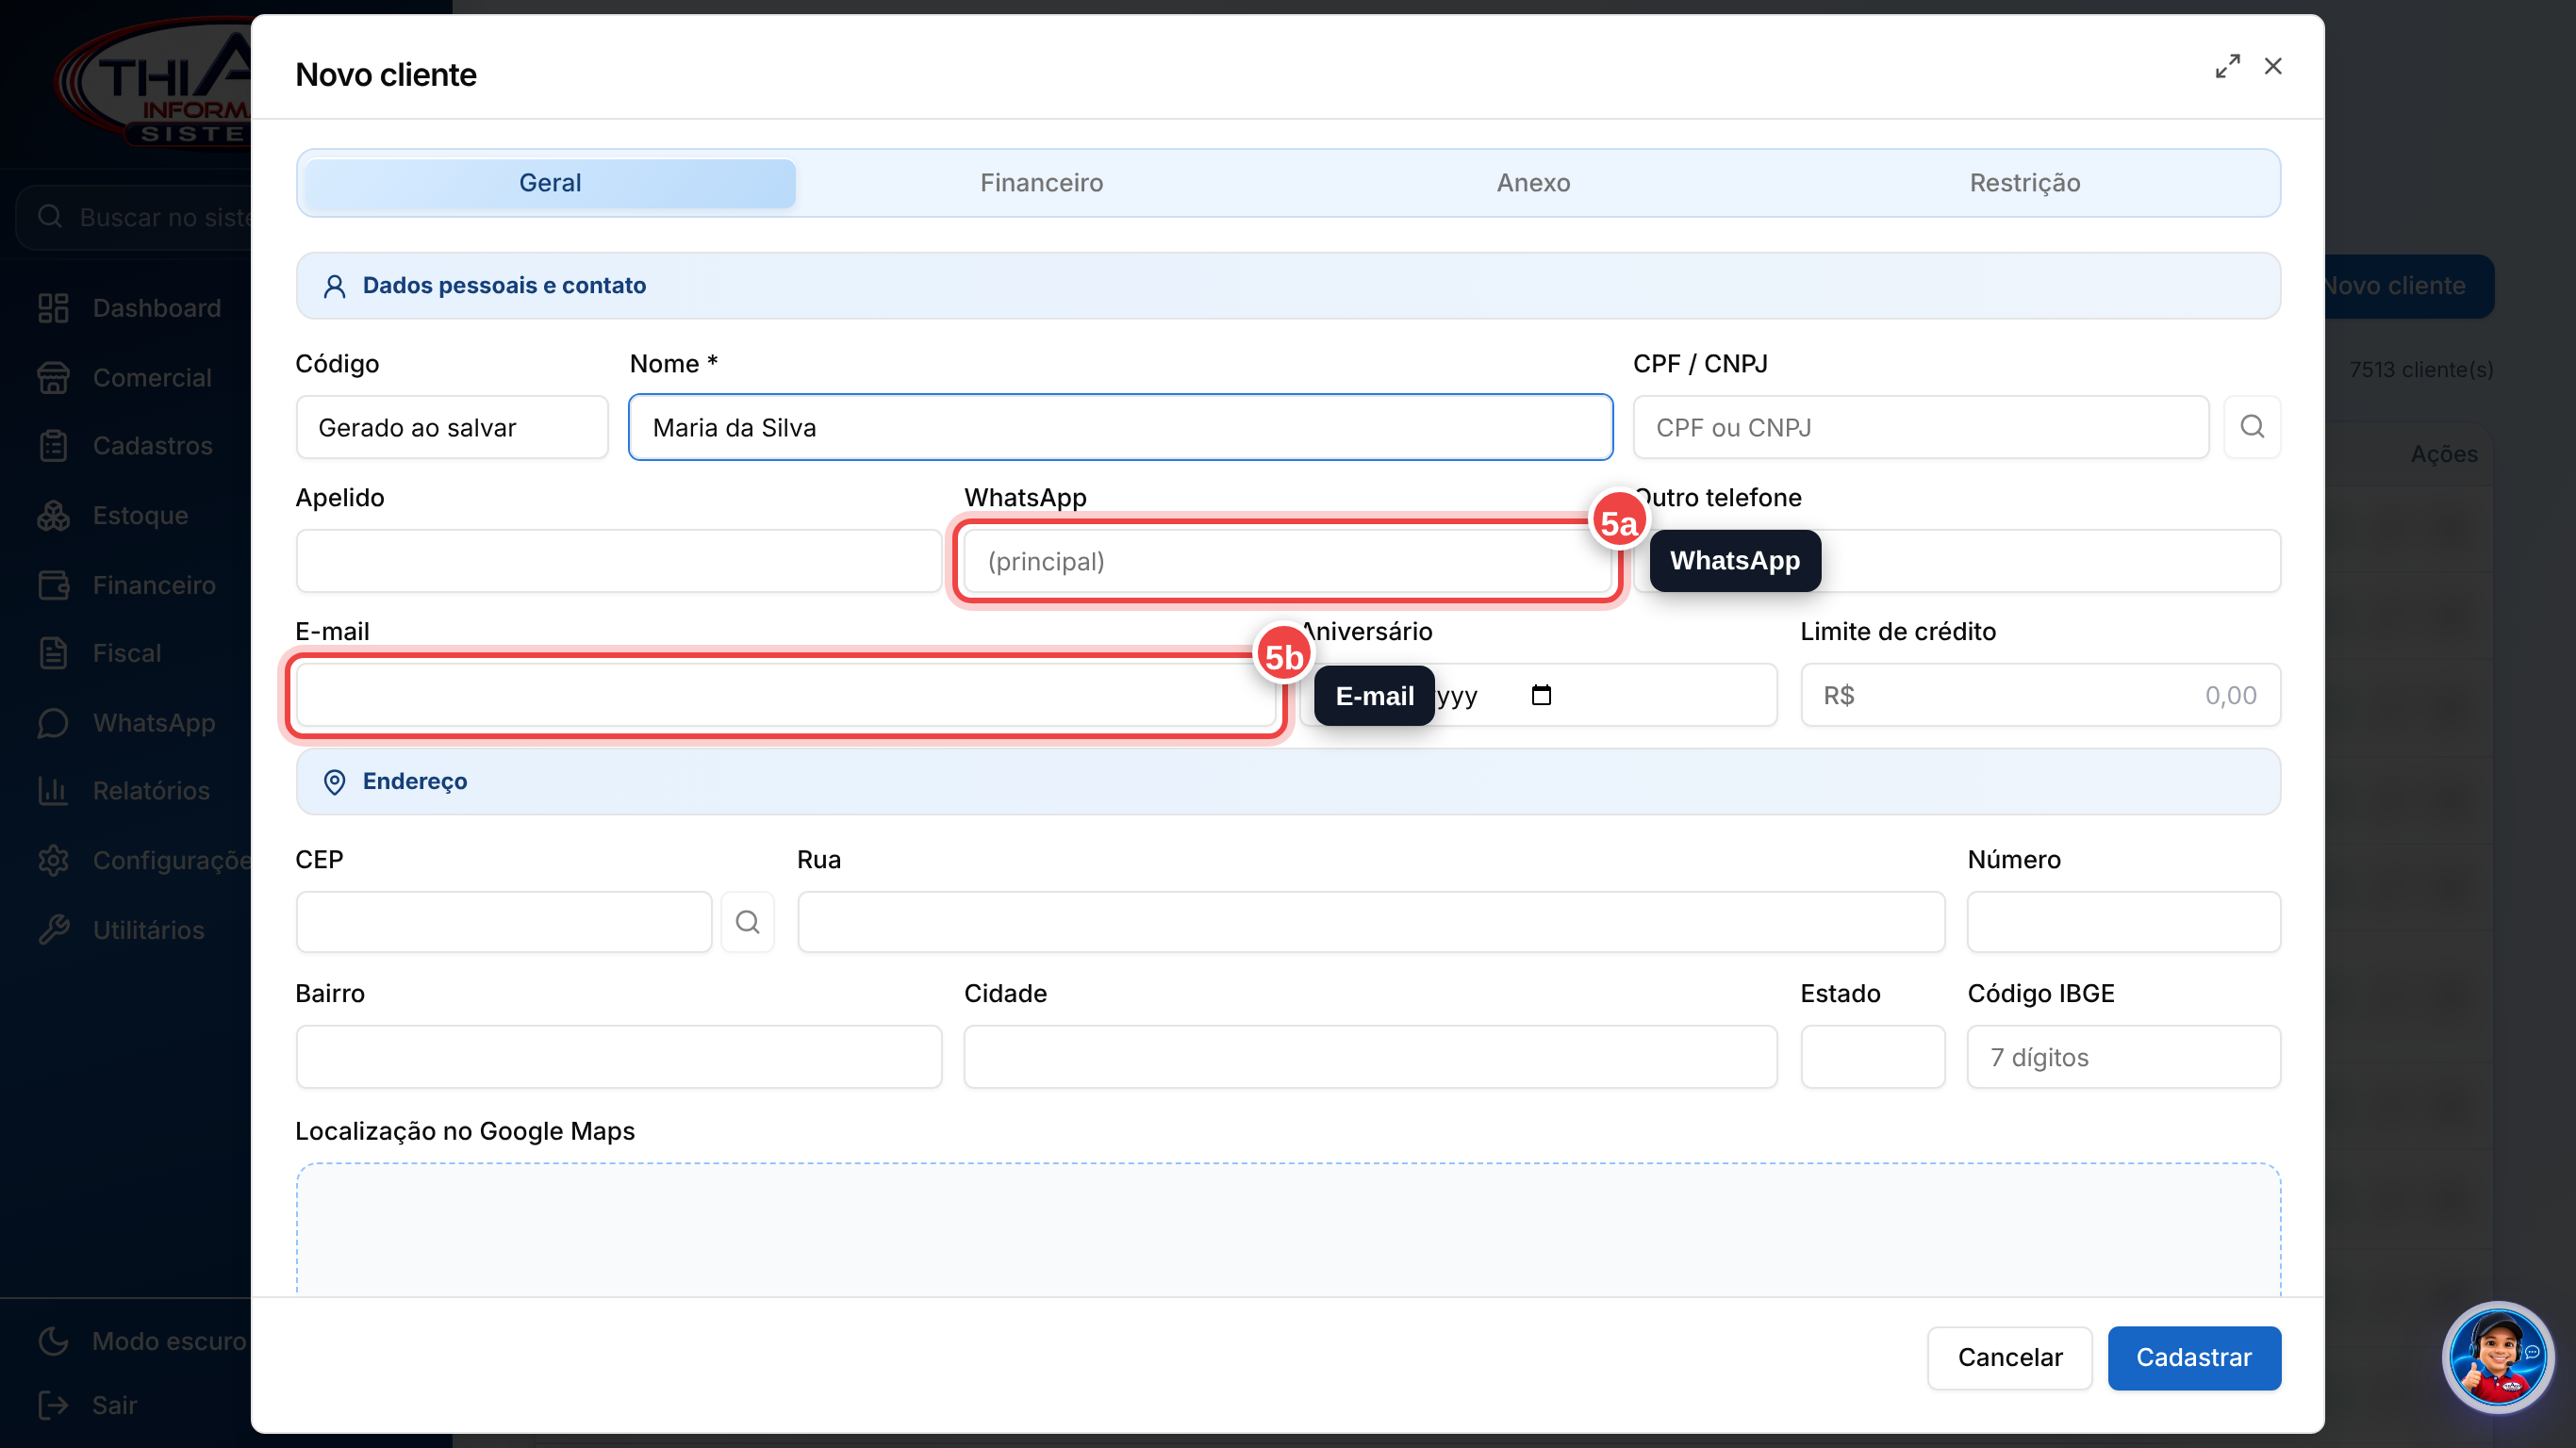 THIA
INFORMA
SISTE
Buscar no siste
Dashboard
Comercial
Cadastros
Estoque
Financeiro
Fiscal
WhatsApp
Relatórios
Configuraçõe
Utilitários
Modo escuro
Sair
Novo cliente
Geral Financeiro Anexo Restrição
Dados pessoais e contato
Código Nome * CPF / CNPJ
Gerado ao salvar Maria da Silva CPF ou CNPJ
Apelido WhatsApp 5a Outro telefone
(principal) WhatsApp
E-mail 5b Aniversário Limite de crédito
E-mail yyy R$ 0,00
Endereço
CEP Rua Número
Bairro Cidade Estado Código IBGE
7 dígitos
Localização no Google Maps
Cancelar Cadastrar
Novo cliente
7513 cliente(s)
Ações